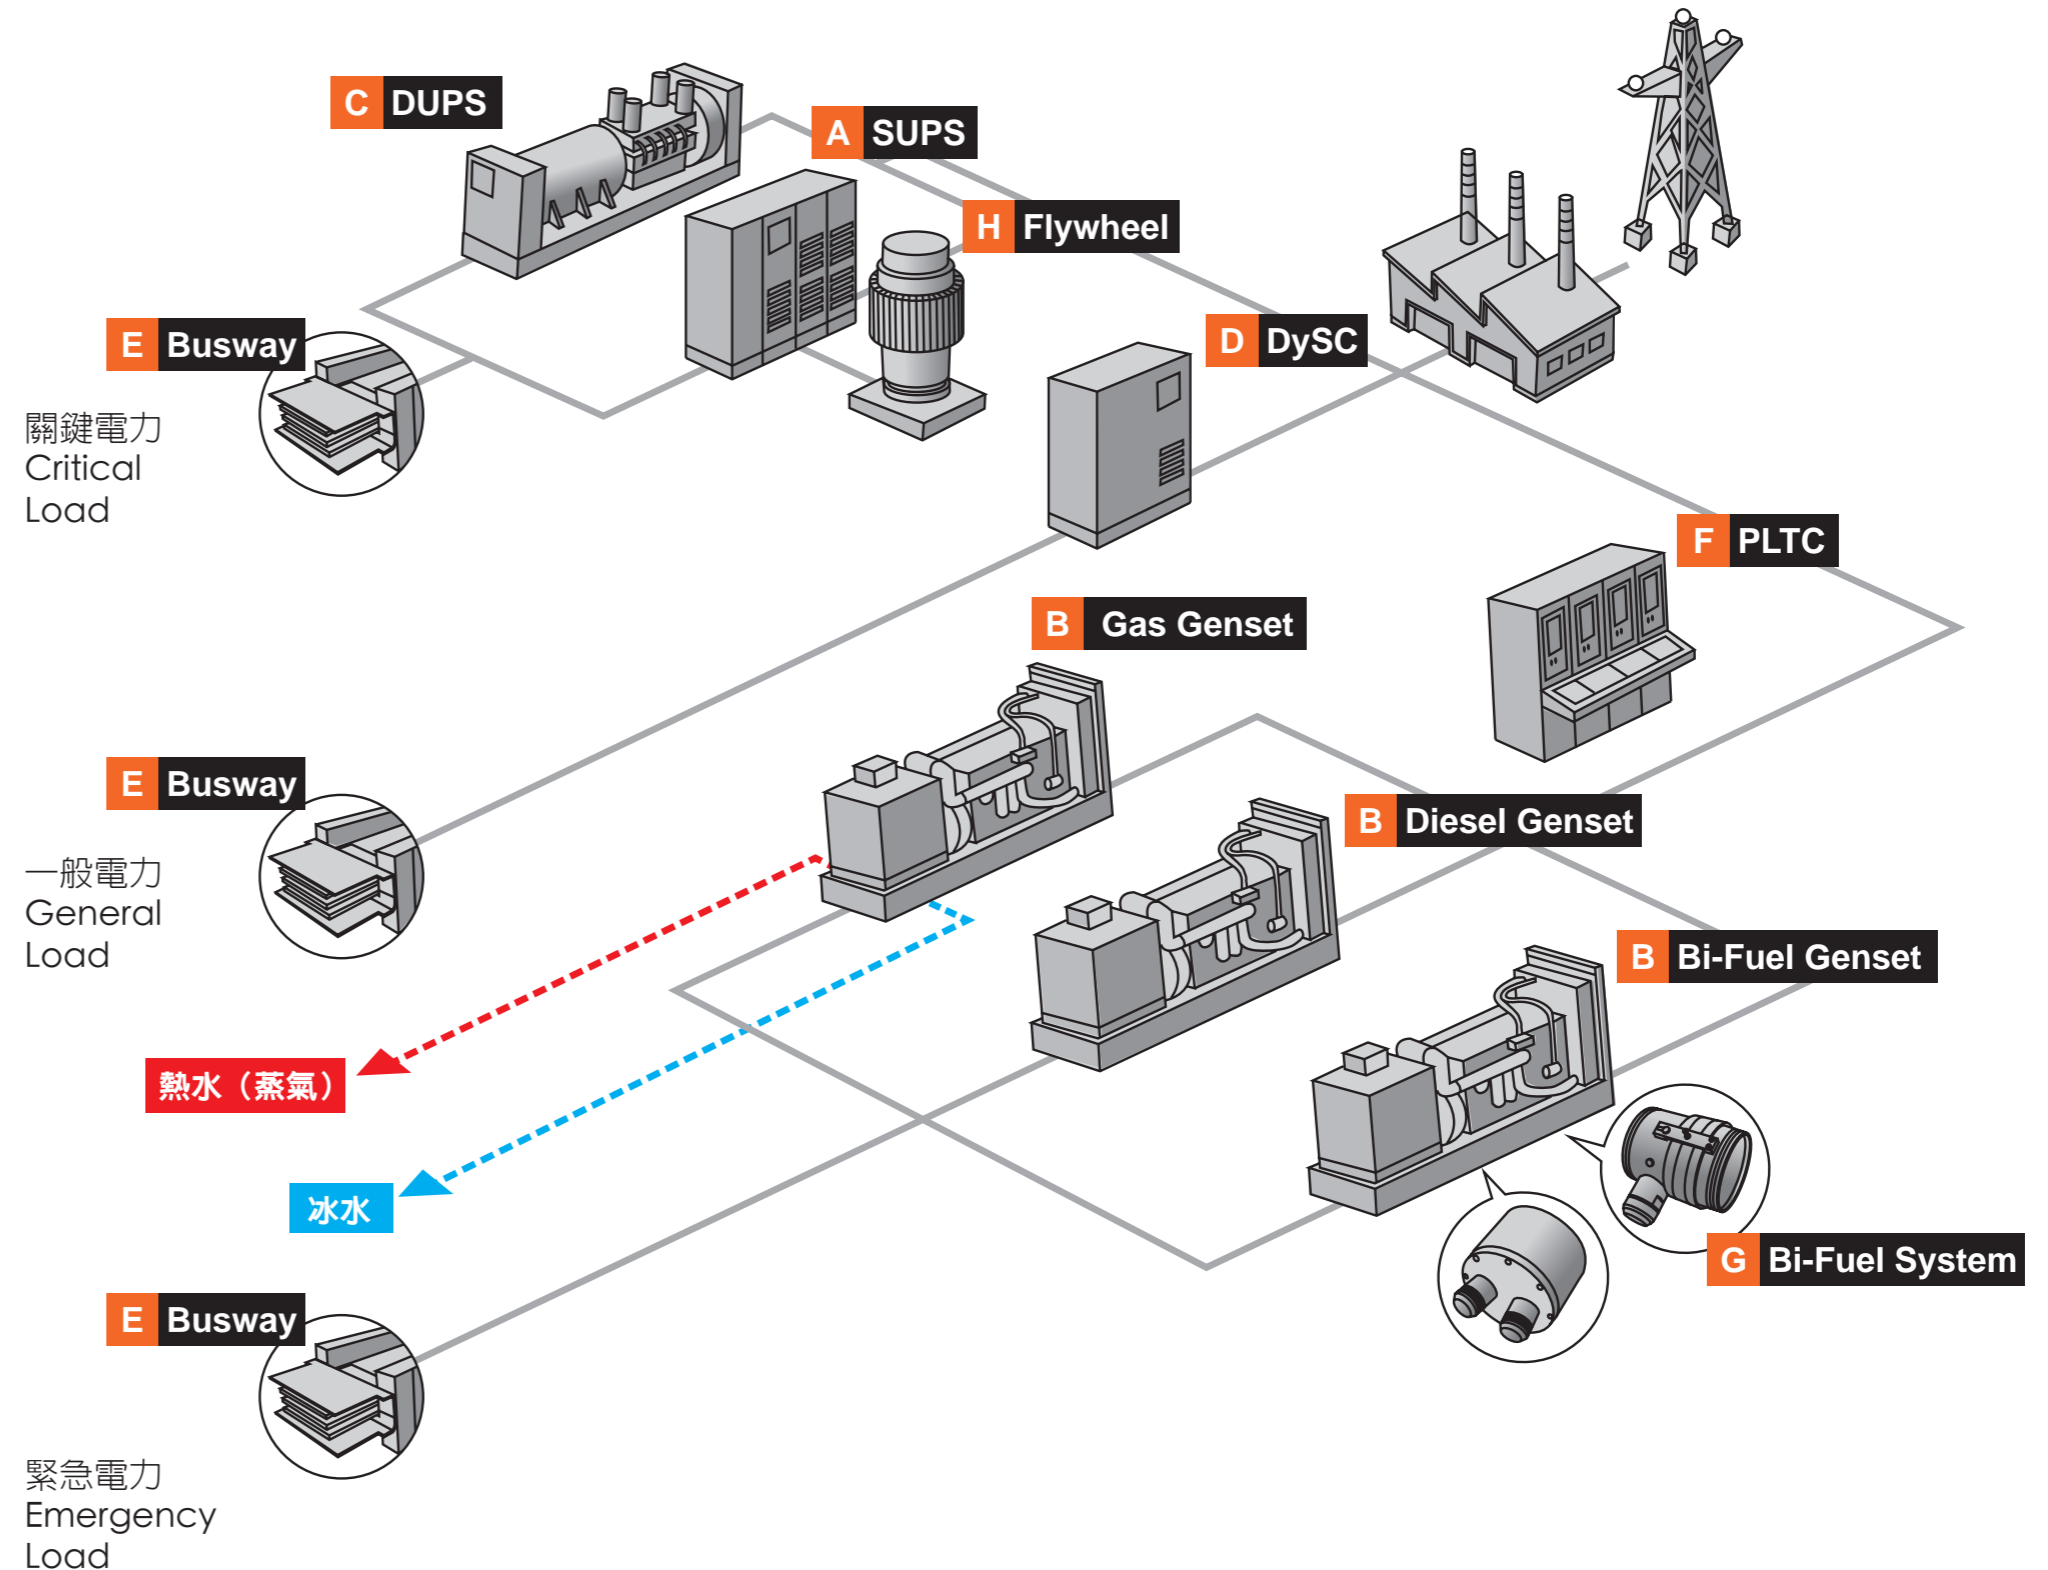 C DUPS
A SUPS
H Flywheel
E Busway
D DySC
關鍵電力
Critical
Load
F PLTC
B Gas Genset
E Busway
B Diesel Genset
一般電力
General
Load
B Bi-Fuel Genset
熱水（蒸氣）
冰水
G Bi-Fuel System
E Busway
緊急電力
Emergency
Load